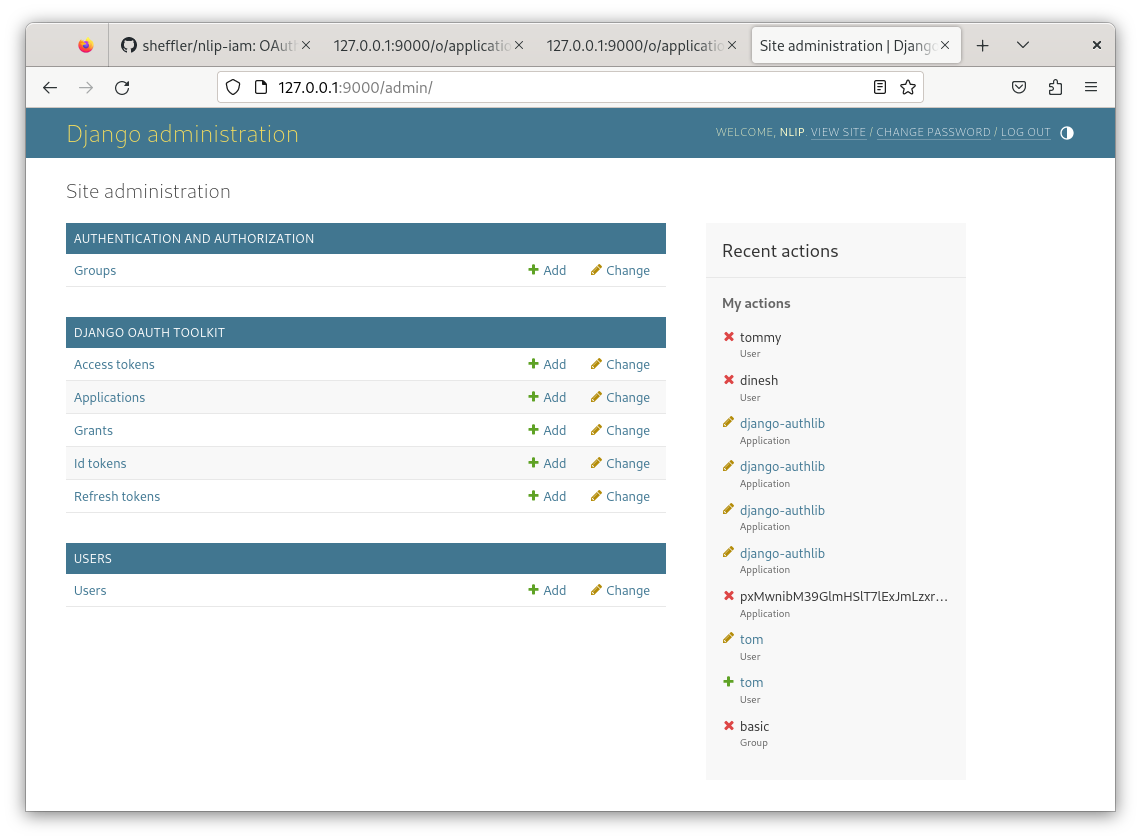 sheffler/nlip-iam: OAuth
127.0.0.1:9000/o/applicatio
127.0.0.1:9000/o/applicatio
Site administration | Djang
127.0.0.1:9000/admin/
Django administration
WELCOME, NLIP. VIEW SITE / CHANGE PASSWORD / LOG OUT
Site administration
AUTHENTICATION AND AUTHORIZATION
Groups Add Change
DJANGO OAUTH TOOLKIT
Access tokens Add Change
Applications Add Change
Grants Add Change
Id tokens Add Change
Refresh tokens Add Change
USERS
Users Add Change
Recent actions
My actions
tommy
User
dinesh
User
django-authlib
Application
django-authlib
Application
django-authlib
Application
django-authlib
Application
pxMwnibM39GlmHSlT7lExJmLzxr…
Application
tom
User
tom
User
basic
Group